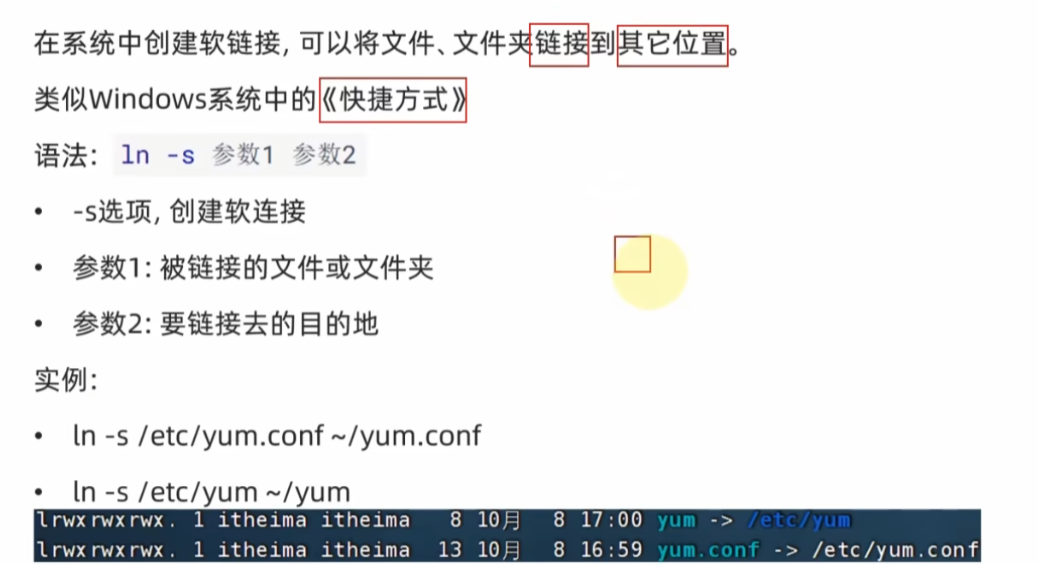 在系统中创建软链接, 可以将文件、文件夹链接到其它位置。
类似Windows系统中的《快捷方式》
语法: ln -s 参数1 参数2
• -s选项, 创建软连接
• 参数1: 被链接的文件或文件夹
• 参数2: 要链接去的目的地
实例:
• ln -s /etc/yum.conf ~/yum.conf
• ln -s /etc/yum ~/yum
lrwxrwxrwx. 1 itheima itheima 8 10月 8 17:00 yum -> /etc/yum
lrwxrwxrwx. 1 itheima itheima 13 10月 8 16:59 yum.conf -> /etc/yum.conf